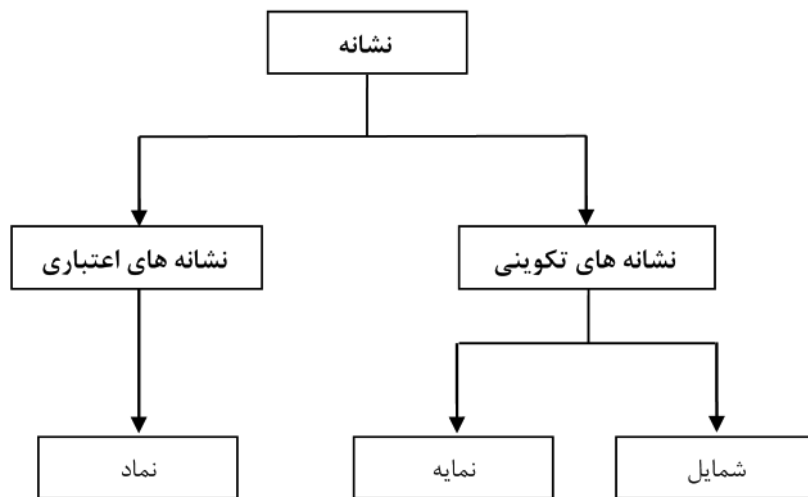 نشانه
نشانه های تکوینی
نشانه های اعتباری
شمایل
نمایه
نماد